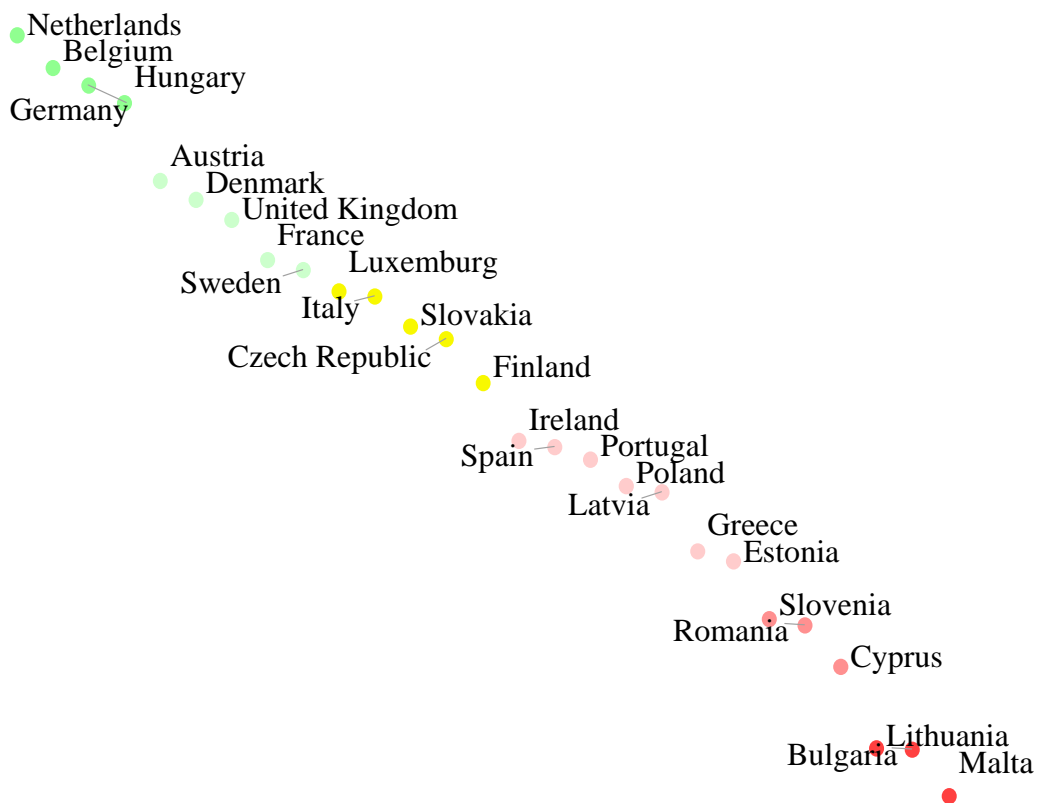 Netherlands
Belgium
Hungary
Germany
Austria
Denmark
United Kingdom
France
Luxemburg
Sweden
Italy
Slovakia
Czech Republic
Finland
Ireland
Portugal
Spain
Poland
Latvia
Greece
Estonia
Slovenia
Romania
Cyprus
Lithuania
Bulgaria
Malta